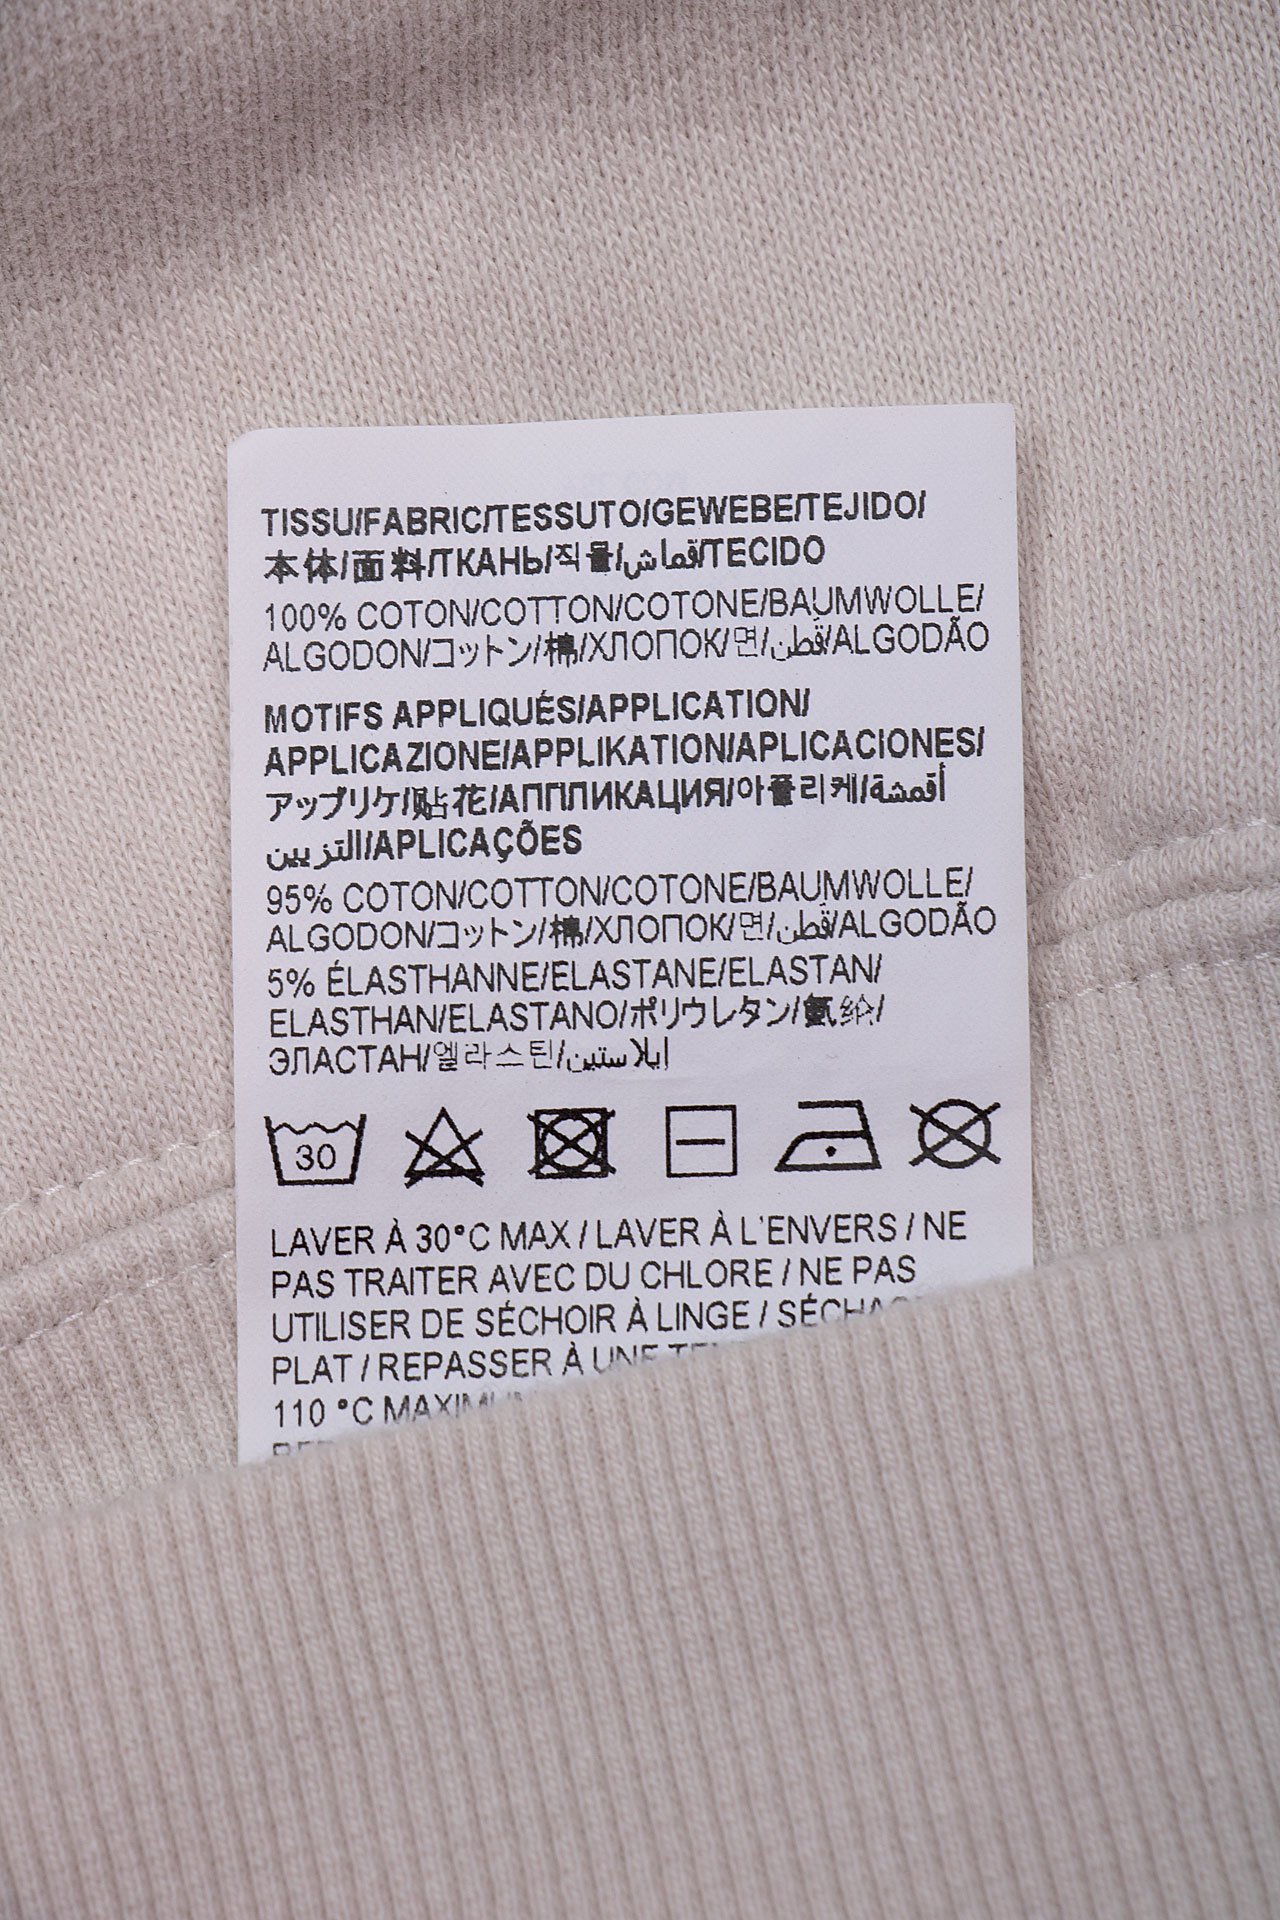 TISSU/FABRIC/TESSUTO/GEWEBE/TEJIDO/
本体/面料/ТКАНЬ/직물/قماش/TECIDO
100% COTON/COTTON/COTONE/BAUMWOLLE/
ALGODON/コットン/棉/ХЛОПОК/면/قطن/ALGODÃO
MOTIFS APPLIQUÉS/APPLICATION/
APPLICAZIONE/APPLIKATION/APLICACIONES/
アップリケ/贴花/АПППИКАЦИЯ/아플리케/أقمشة
التزيين/APLICAÇÕES
95% COTON/COTTON/COTONE/BAUMWOLLE/
ALGODON/コットン/棉/ХЛОПОК/면/قطن/ALGODÃO
5% ÉLASTHANNE/ELASTANE/ELASTAN/
ELASTHAN/ELASTANO/ポリウレタン/氨纶/
ЭЛАСТАН/엘라스틴/إيلاستين
30
LAVER À 30°C MAX / LAVER À L'ENVERS / NE
PAS TRAITER AVEC DU CHLORE / NE PAS
UTILISER DE SÉCHOIR À LINGE /
PLAT / REPASSER À UNE
110 °C